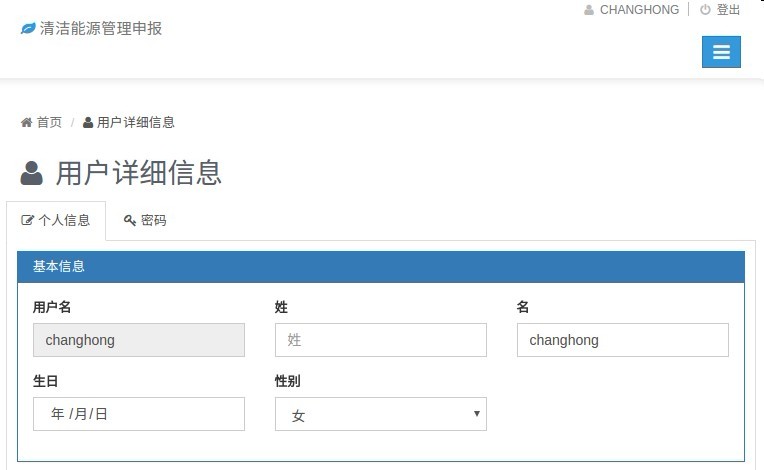 CHANGHONG 登出
清洁能源管理申报
首页 / 用户详细信息
用户详细信息
个人信息 密码
基本信息
用户名 姓 名
changhong 姓 changhong
生日 性别
年 /月/日 女